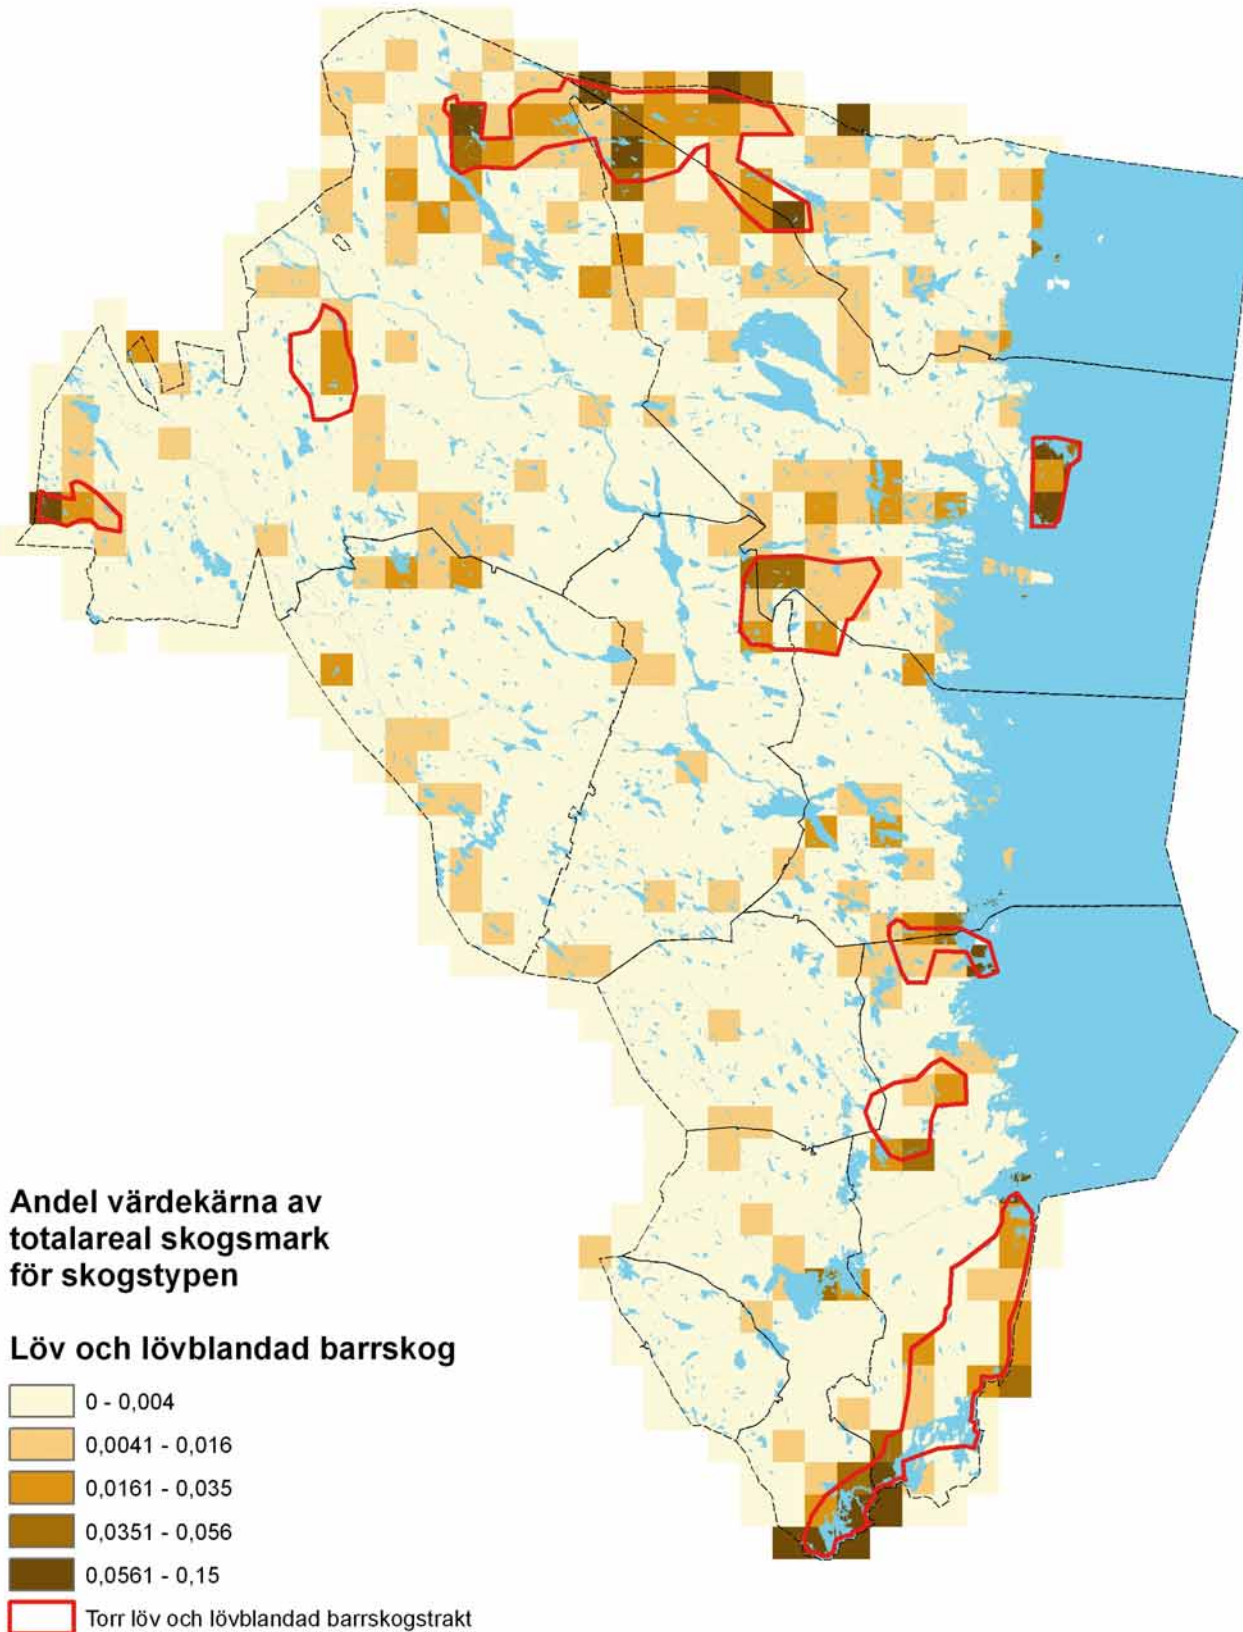 Andel värdekärna av
totalareal skogsmark
för skogstypen
Löv och lövblandad barrskog
0 - 0,004
0,0041 - 0,016
0,0161 - 0,035
0,0351 - 0,056
0,0561 - 0,15
Torr löv och lövblandad barrskogstrakt